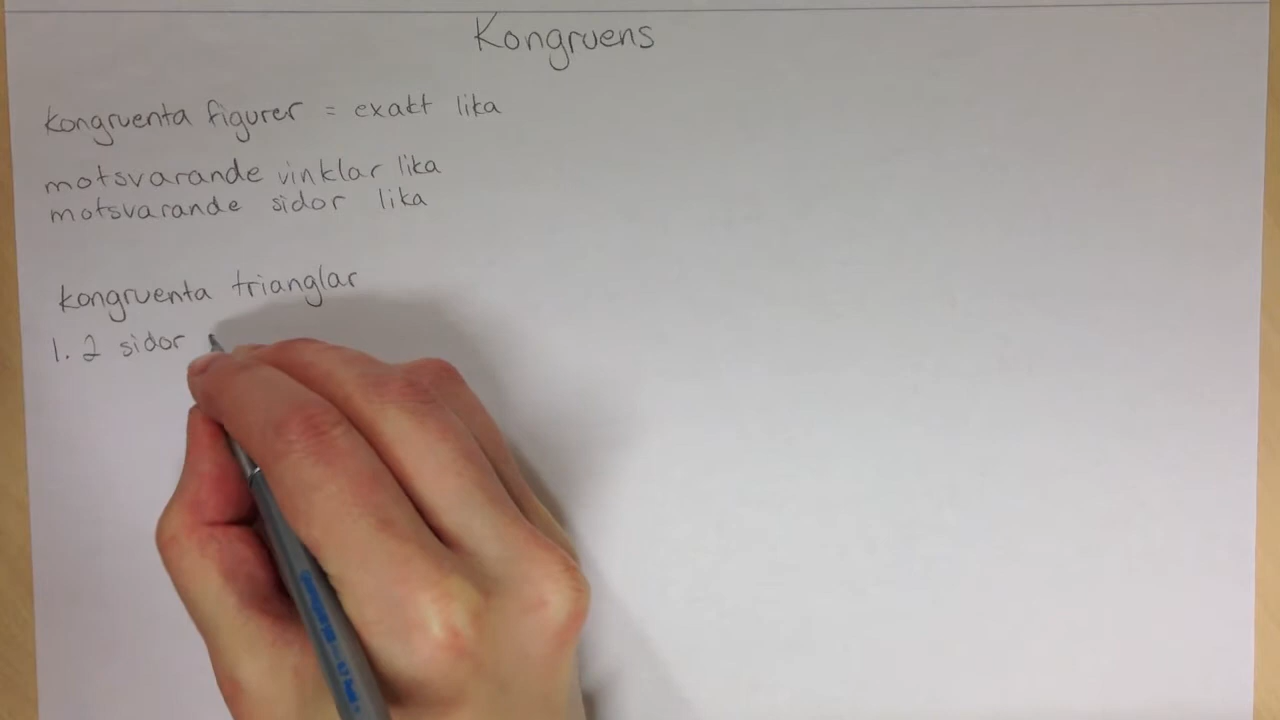 Kongruens
kongruenta figurer = exakt lika
motsvarande vinklar lika
motsvarande sidor lika
kongruenta trianglar
1. 2 sidor